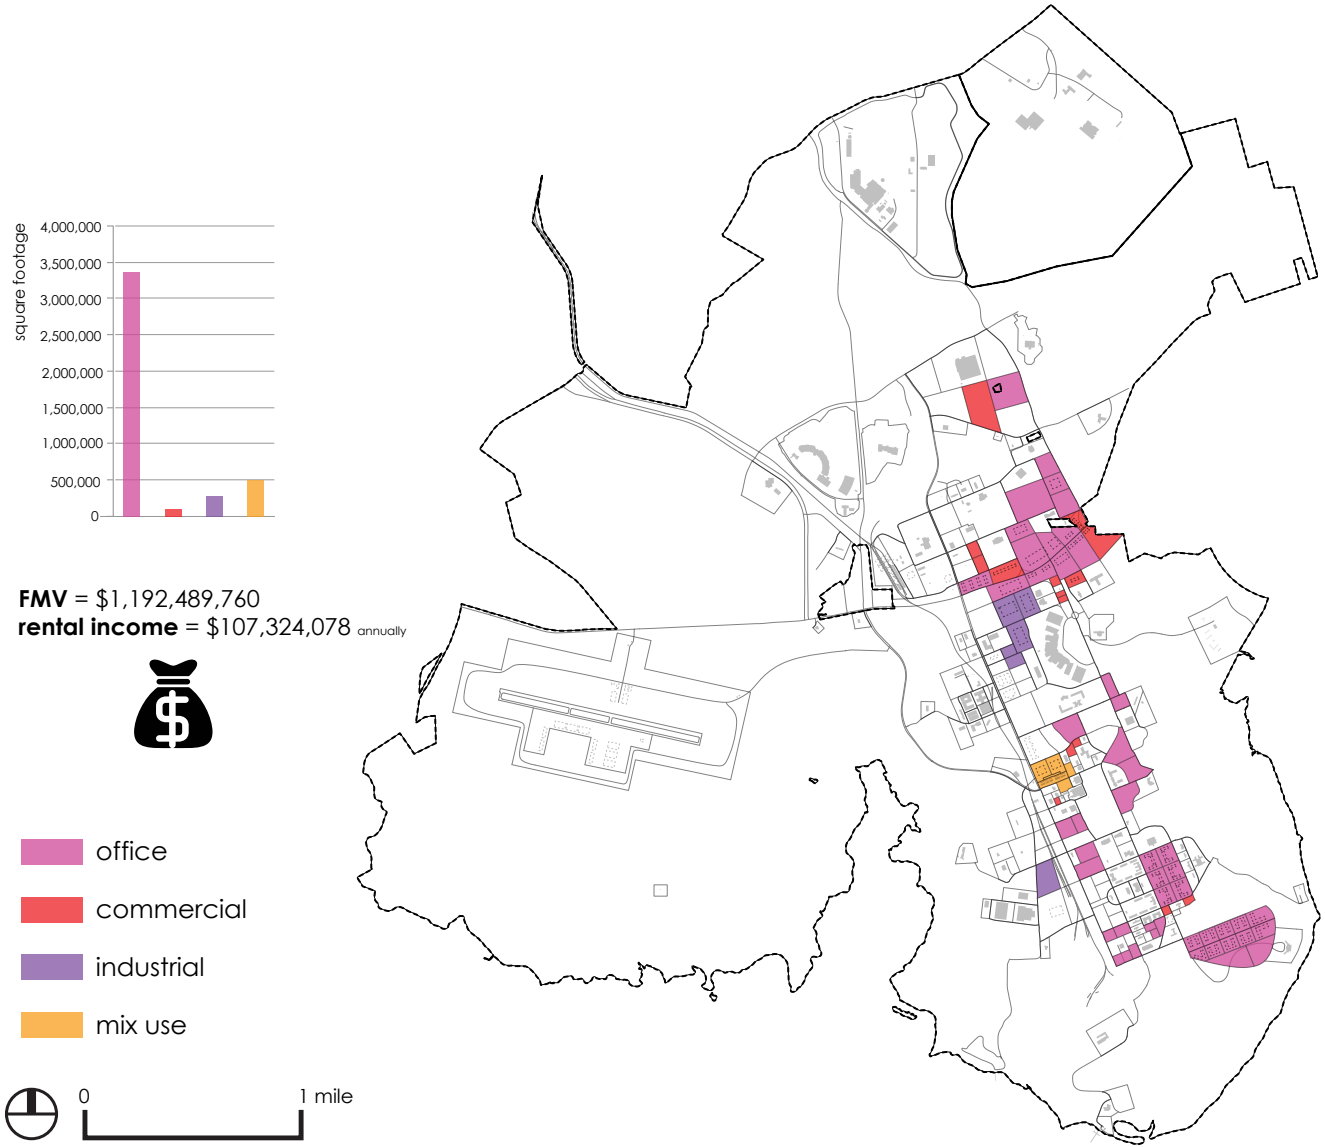 square footage
4,000,000
3,500,000
3,000,000
2,500,000
2,000,000
1,500,000
1,000,000
500,000
0
FMV = $1,192,489,760
rental income = $107,324,078 annually
$
office
commercial
industrial
mix use
0 1 mile